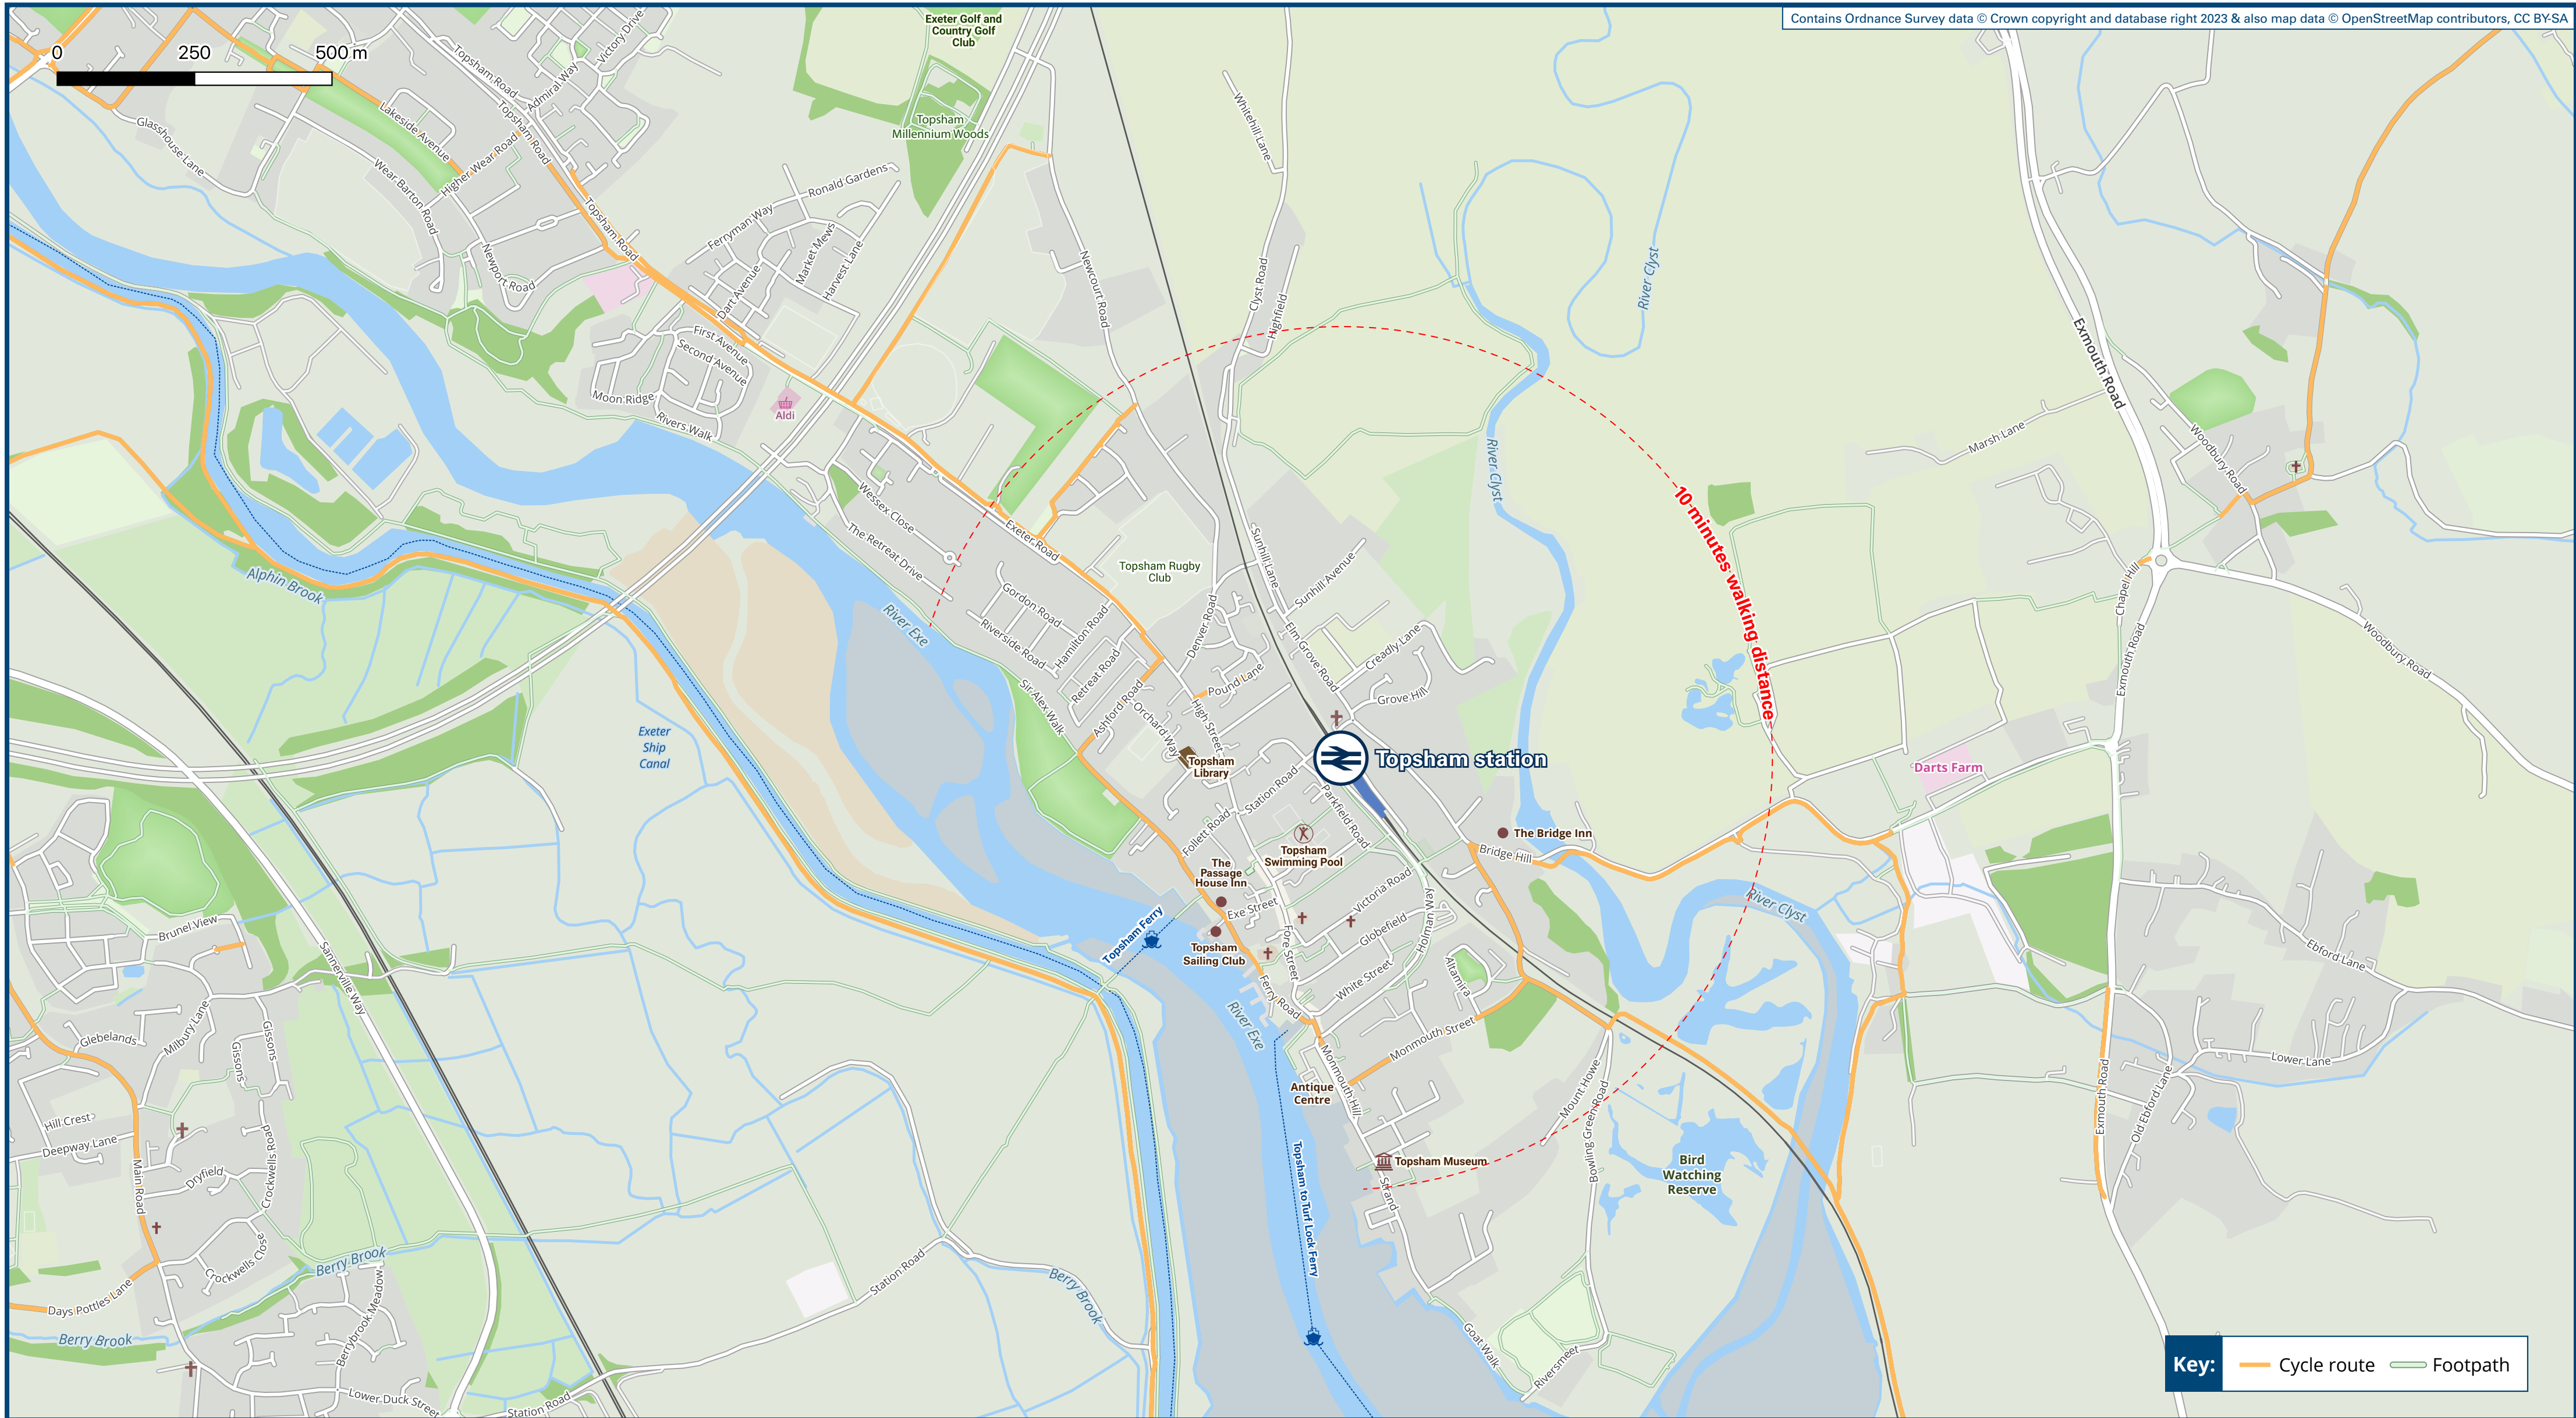 Contains Ordnance Survey data © Crown copyright and database right 2023 & also map data © OpenStreetMap contributors, CC BY-SA
0 250 500 m
Exeter Golf and
Country Golf
Club
Topsham
Millennium Woods
Topsham Road
Admiral Way
Victory Drive
Topsham Road
Glasshouse Lane
Lakeside Avenue
Higher Wear Road
Wear Barton Road
Newport Road
Topsham Road
Ronald Gardens
Ferryman Way
Market Mews
Harvest Lane
Dart Avenue
First Avenue
Second Avenue
Moon Ridge
Rivers Walk
Aldi
Whitehill Lane
Newcourt Road
Clyst Road
Highfield
River Clyst
River Clyst
Exmouth Road
Marsh Lane
Woodbury Road
10 minutes walking distance
Wessex Close
The Retreat Drive
Exeter Road
Topsham Rugby
Club
Sunhill Lane
Sunhill Avenue
Alphin Brook
River Exe
Gordon Road
Riverside Road
Hamilton Road
Retreat Road
Denver Road
Elm Grove Road
Creadly Lane
Grove Hill
Pound Lane
Sir Alex Walk
Ashford Road
Orchard Way
High Street
Chapel Hill
Exmouth Road
Woodbury Road
Exeter
Ship
Canal
Topsham
Library
Topsham station
Darts Farm
Station Road
Parkfield Road
Follett Road
Topsham
Swimming Pool
The Bridge Inn
Bridge Hill
The
Passage
House Inn
Exe Street
Victoria Road
Globefield
Holman Way
River Clyst
Topsham Ferry
Topsham
Sailing Club
Fore Street
White Street
Altamira
Ferry Road
River Exe
Monmouth Street
Monmouth Hill
Antique
Centre
Mount Howe
Bowling Green Road
Topsham Museum
Strand
Bird
Watching
Reserve
Topsham to Turf Lock Ferry
Goat Walk
Riversmeet
Ebford Lane
Lower Lane
Exmouth Road
Old Ebford Lane
Brunel View
Sannerville Way
Milbury Lane
Glebelands
Gissons
Gissons
Hill Crest
Deepway Lane
Main Road
Dryfield
Crockwells Road
Crockwells Close
Days Pottles Lane
Berry Brook
Berry Brook
Berrybrook Meadow
Lower Duck Street
Station Road
Station Road
Berry Brook
Key: Cycle route Footpath